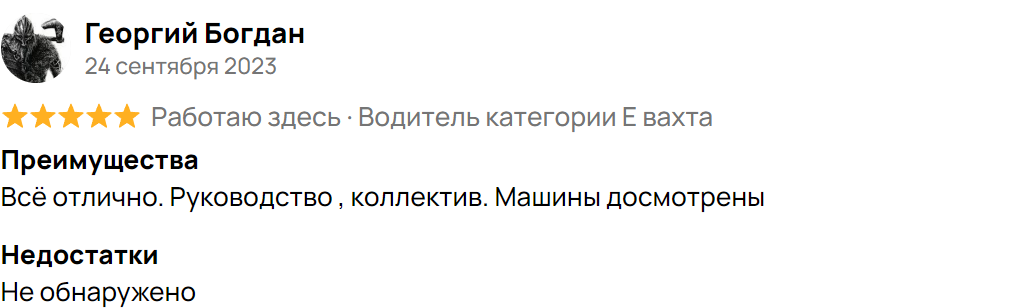 Георгий Богдан
24 сентября 2023
Работаю здесь · Водитель категории Е вахта
Преимущества
Всё отлично. Руководство , коллектив. Машины досмотрены
Недостатки
Не обнаружено